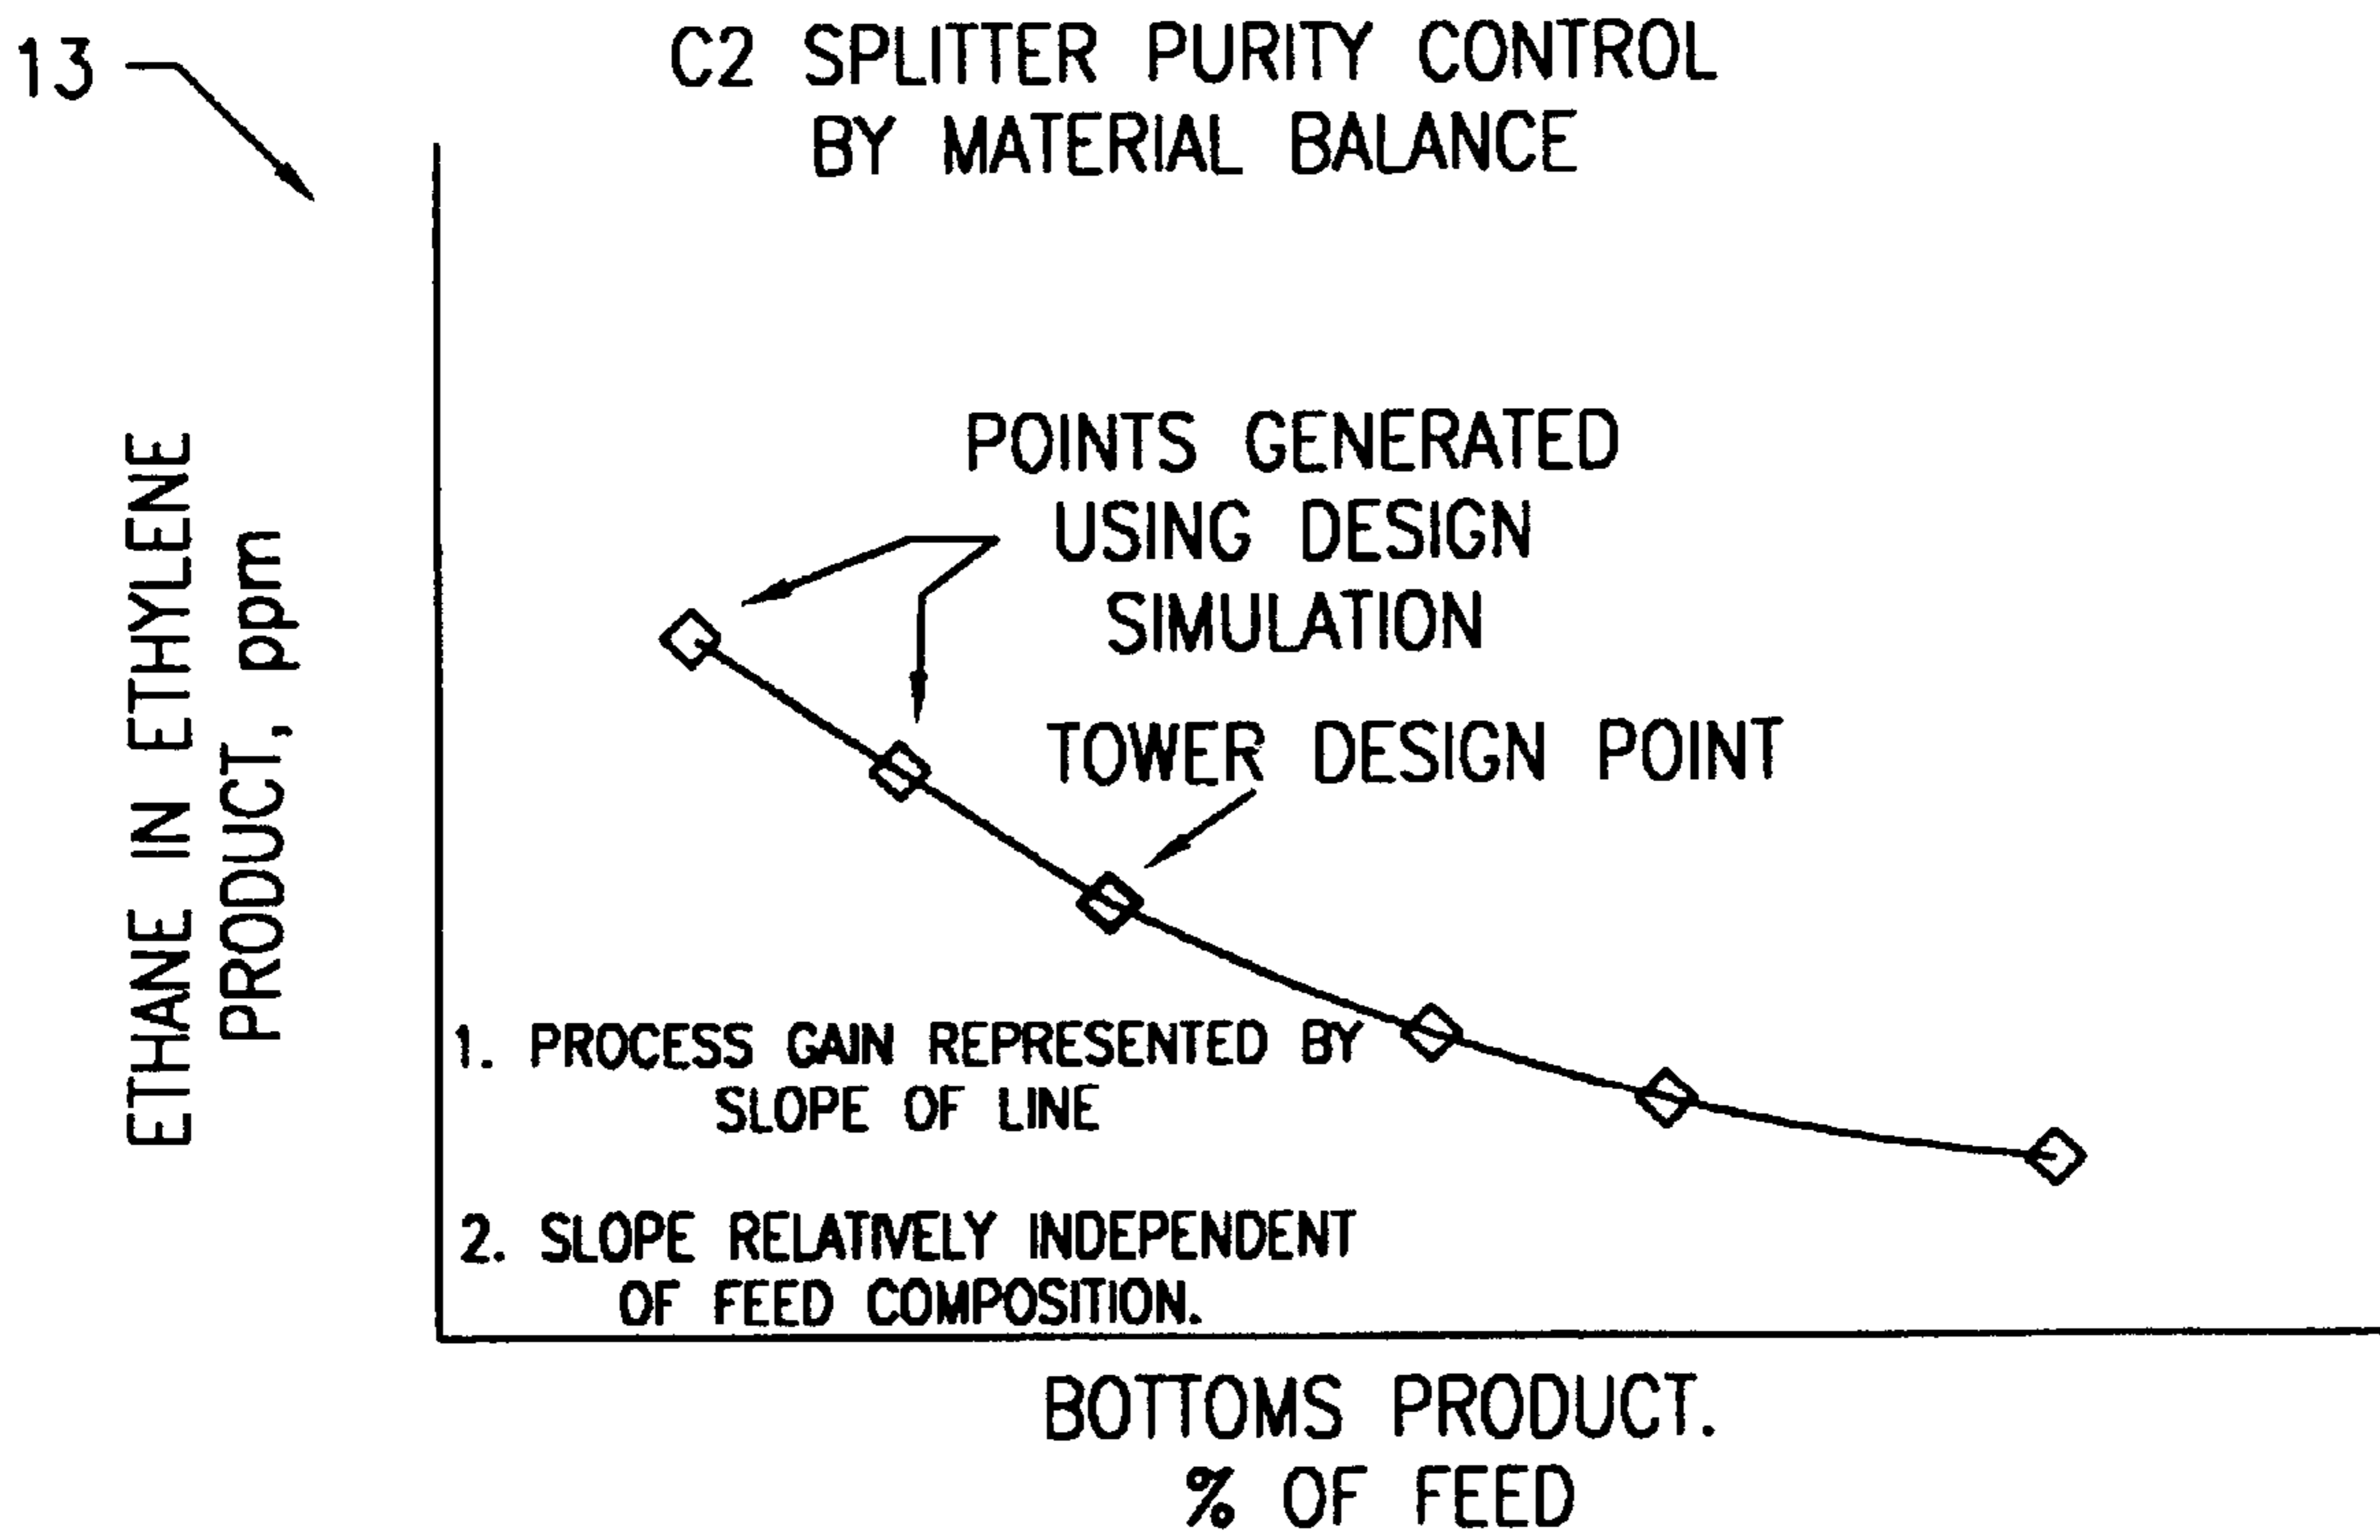 13
C2 SPLITTER PURITY CONTROL
BY MATERIAL BALANCE
ETHANE IN ETHYLENE
PRODUCT, ppm
POINTS GENERATED
USING DESIGN
SIMULATION
TOWER DESIGN POINT
1. PROCESS GAIN REPRESENTED BY
SLOPE OF LINE
2. SLOPE RELATIVELY INDEPENDENT
OF FEED COMPOSITION.
BOTTOMS PRODUCT.
% OF FEED